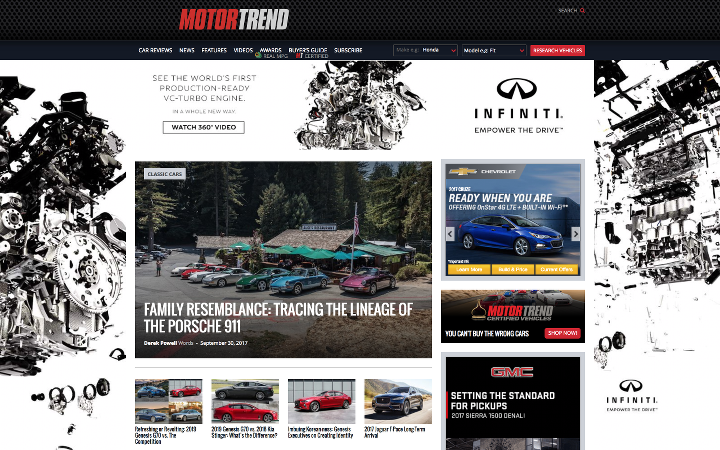 MOTORTREND
SEARCH
CAR REVIEWS NEWS FEATURES VIDEOS AWARDS BUYER'S GUIDE SUBSCRIBE
REAL MPG CERTIFIED
Make e.g: Honda
Model e.g: Fit
RESEARCH VEHICLES
SEE THE WORLD'S FIRST
PRODUCTION-READY
VC-TURBO ENGINE.
IN A WHOLE NEW WAY.
WATCH 360° VIDEO
INFINITI
EMPOWER THE DRIVE™
CLASSIC CARS
FAMILY RESEMBLANCE: TRACING THE LINEAGE OF
THE PORSCHE 911
Derek Powell Words - September 30, 2017
CHEVROLET
2017 CRUZE
READY WHEN YOU ARE
OFFERING OnStar 4G LTE + BUILT-IN Wi-Fi**
Learn More Build & Price Current Offers
MOTORTREND
CERTIFIED VEHICLES
YOU CAN'T BUY THE WRONG CARS
SHOP NOW!
GMC
SETTING THE STANDARD
FOR PICKUPS
2017 SIERRA 1500 DENALI
INFINITI
EMPOWER THE DRIVE™
Refreshing or Revolting: 2019
Genesis G70 vs. The
Competition
2019 Genesis G70 vs. 2018 Kia
Stinger: What's the Difference?
Imbuing Korean-ness: Genesis
Executives on Creating Identity
2017 Jaguar F-Pace Long-Term
Arrival